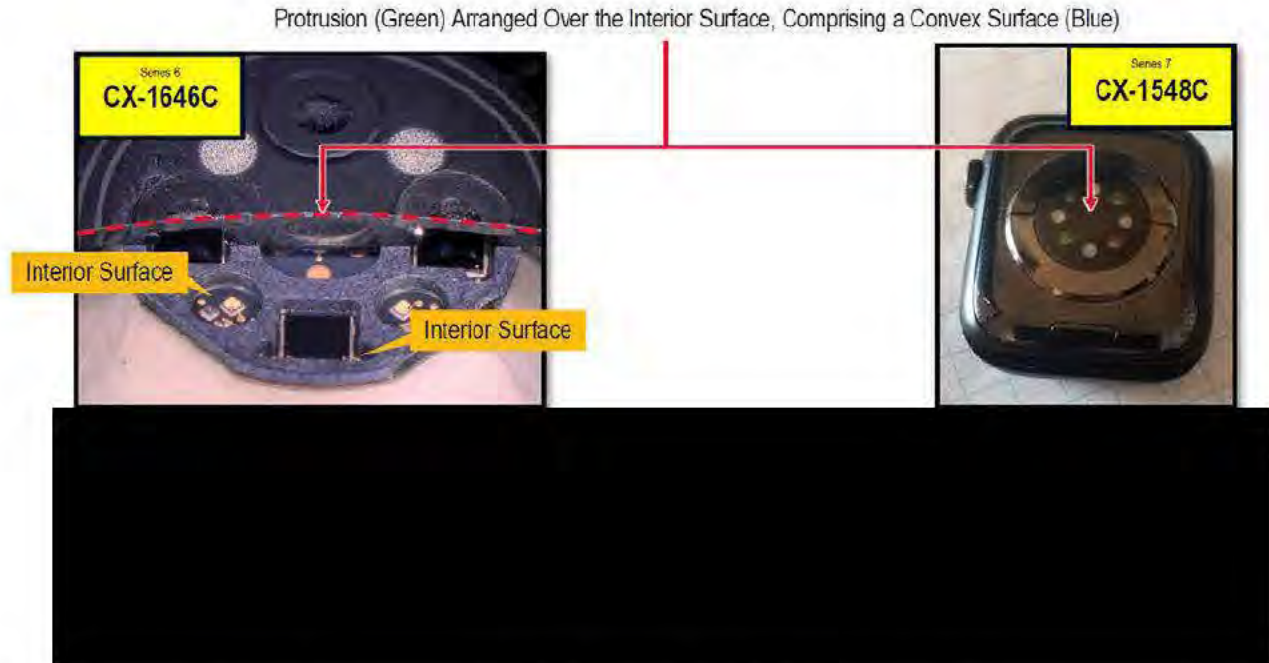 Protrusion (Green) Arranged Over the Interior Surface, Comprising a Convex Surface (Blue)
Series 6
CX-1646C
Series 7
CX-1548C
Interior Surface
Interior Surface